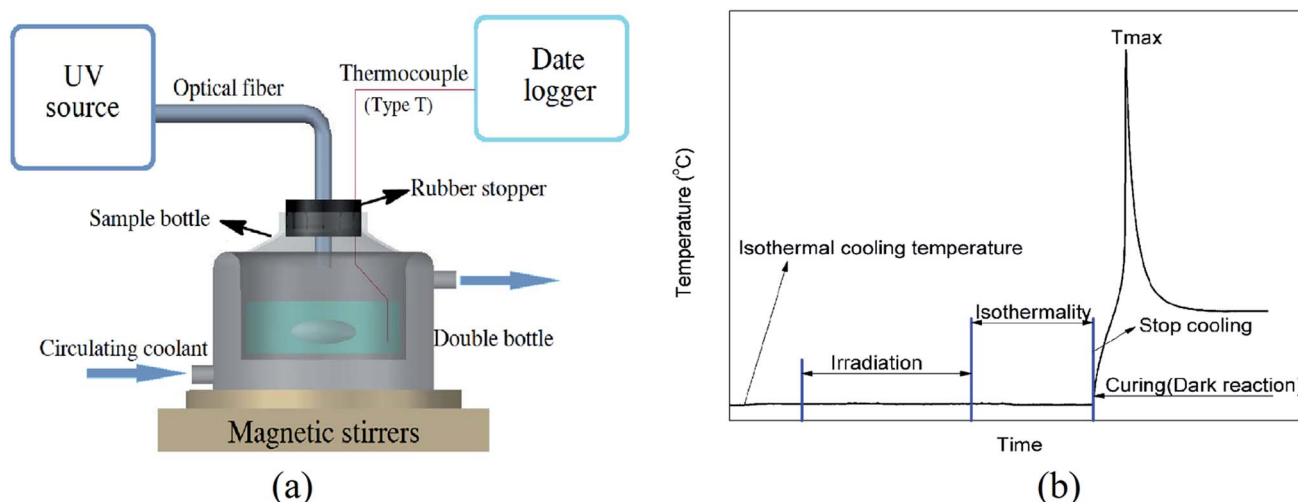 UV
source
Optical fiber
Thermocouple
(Type T)
Date
logger
Rubber stopper
Sample bottle
Circulating coolant
Double bottle
Magnetic stirrers
(a)
Tmax
Temperature (°C)
Isothermal cooling temperature
Isothermality
Stop cooling
Irradiation
Curing(Dark reaction)
Time
(b)